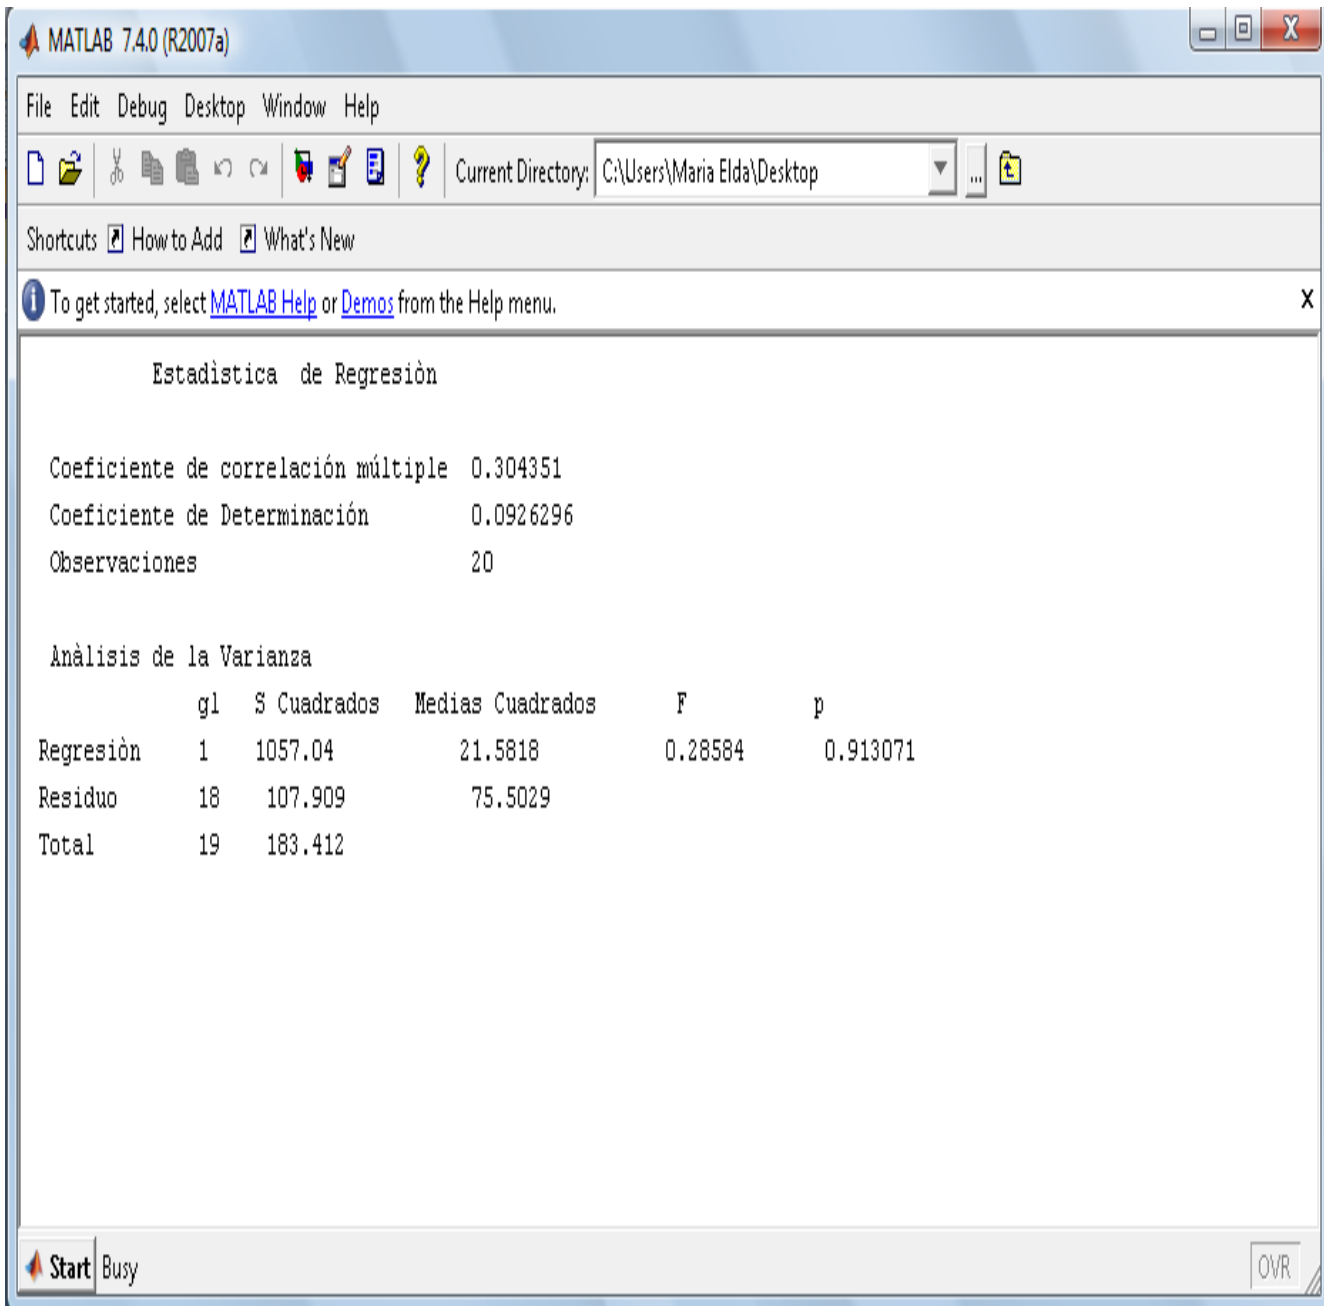 MATLAB 7.4.0 (R2007a)
File Edit Debug Desktop Window Help
Current Directory: C:\Users\Maria Elda\Desktop ...
Shortcuts How to Add What's New
To get started, select MATLAB Help or Demos from the Help menu. x
Estadìstica de Regresiòn
Coeficiente de correlación múltiple 0.304351
Coeficiente de Determinación 0.0926296
Observaciones 20
Anàlisis de la Varianza
gl S Cuadrados Medias Cuadrados F p
Regresiòn 1 1057.04 21.5818 0.28584 0.913071
Residuo 18 107.909 75.5029
Total 19 183.412
Start Busy OVR